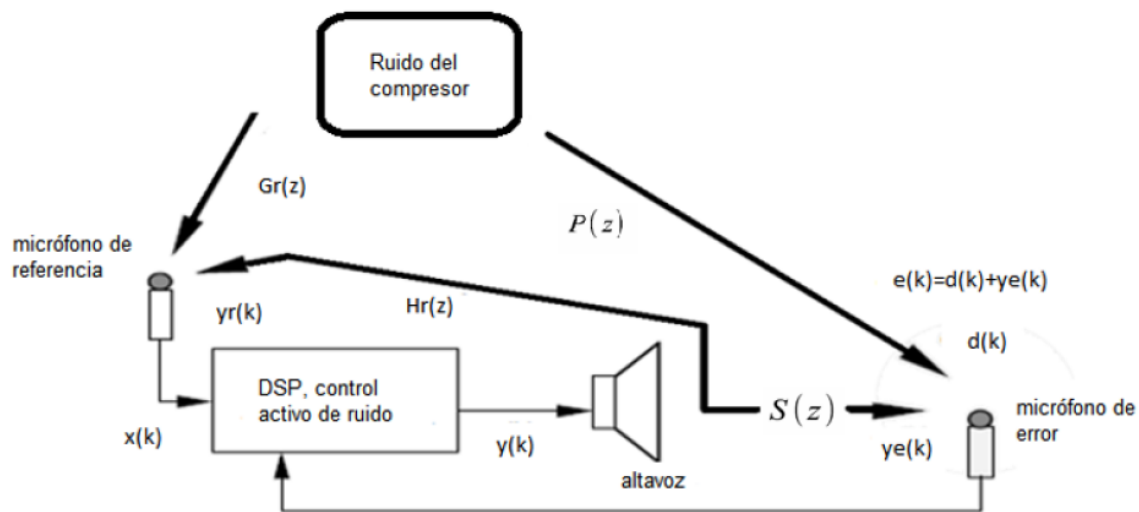 Ruido del
compresor
Gr(z)
P(z)
micrófono de
referencia
e(k)=d(k)+ye(k)
yr(k)
Hr(z)
d(k)
DSP, control
activo de ruido
S(z)
micrófono de
error
x(k)
y(k)
ye(k)
altavoz